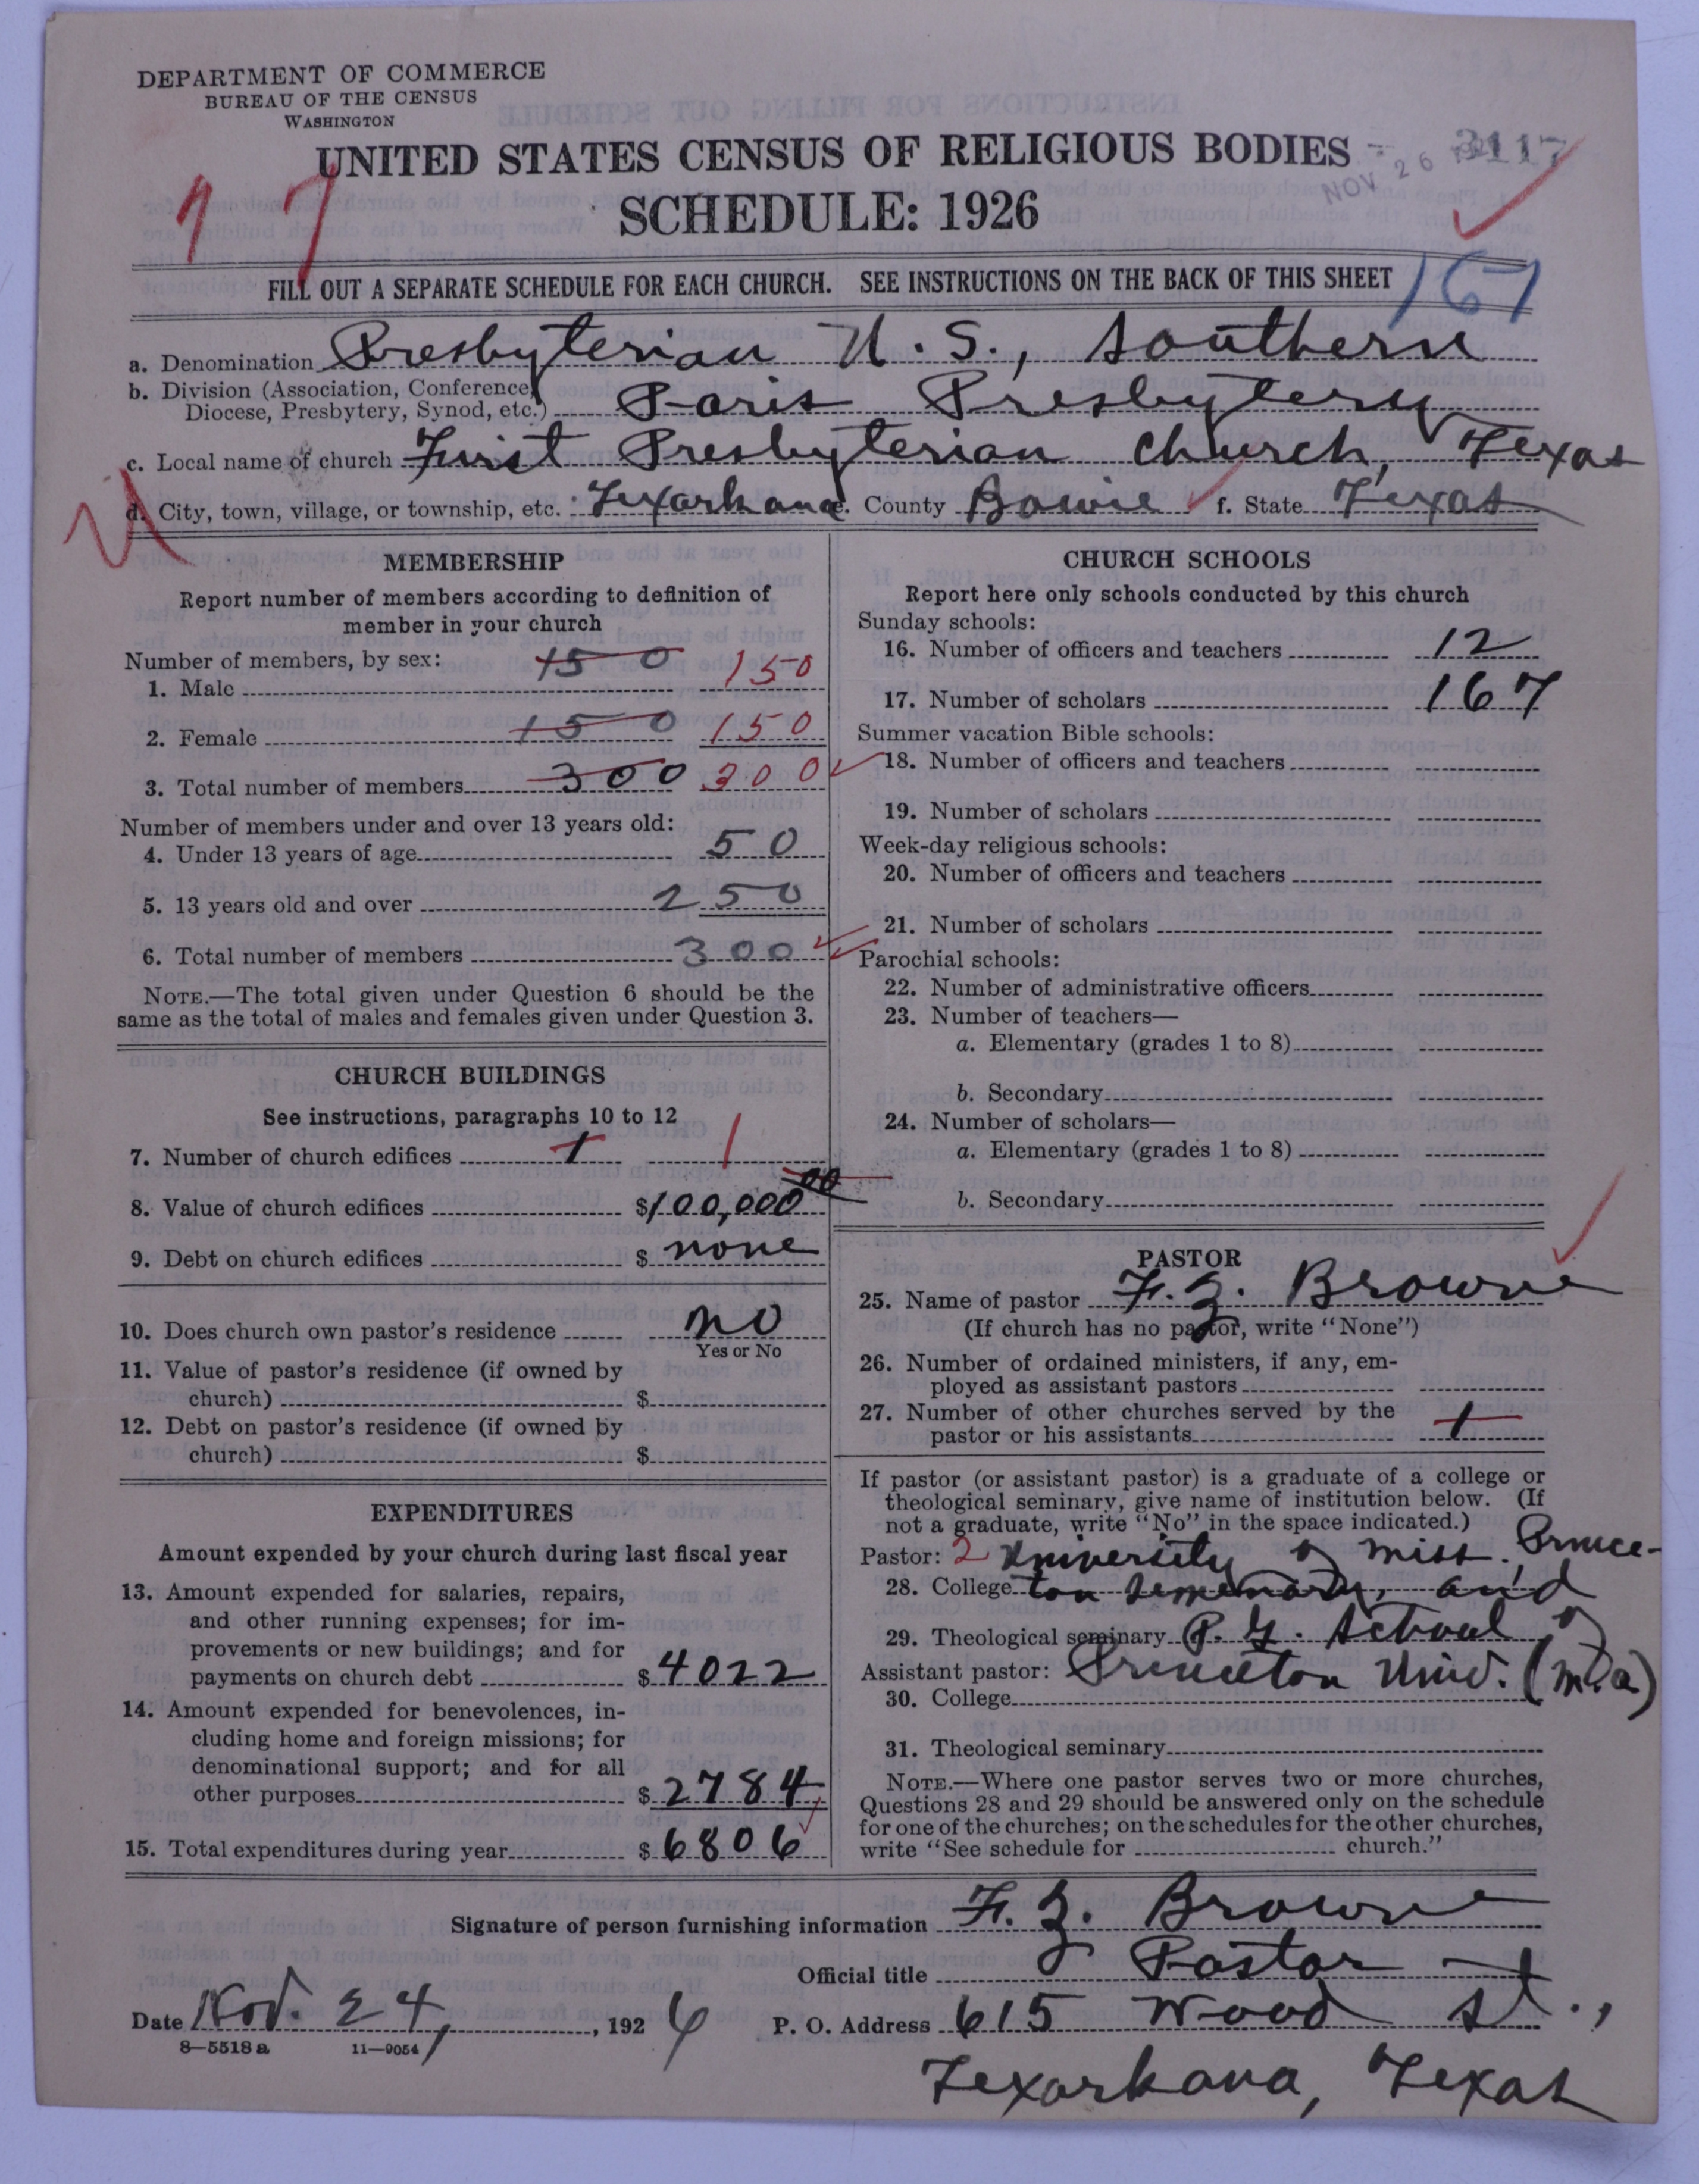 DEPARTMENT OF COMMERCE
BUREAU OF THE CENSUS
WASHINGTON
UNITED STATES CENSUS OF RELIGIOUS BODIES
3117
NOV 26
SCHEDULE: 1926
77
FILL OUT A SEPARATE SCHEDULE FOR EACH CHURCH. SEE INSTRUCTIONS ON THE BACK OF THIS SHEET
167
a. Denomination Presbyterian U.S., Southern
b. Division (Association, Conference,
Diocese, Presbytery, Synod, etc.) Paris Presbytery
c. Local name of church First Presbyterian Church, Texas
d. City, town, village, or township, etc. Texarkana e. County Bowie f. State Texas
MEMBERSHIP
Report number of members according to definition of
member in your church
Number of members, by sex:
1. Male 150 150
2. Female 150 150
3. Total number of members 300 300
Number of members under and over 13 years old:
4. Under 13 years of age 50
5. 13 years old and over 250
6. Total number of members 300
NOTE.—The total given under Question 6 should be the
same as the total of males and females given under Question 3.
CHURCH BUILDINGS
See instructions, paragraphs 10 to 12
7. Number of church edifices 1 1
8. Value of church edifices $100,000 00
9. Debt on church edifices $ none
10. Does church own pastor's residence no
Yes or No
11. Value of pastor's residence (if owned by
church) $
12. Debt on pastor's residence (if owned by
church) $
EXPENDITURES
Amount expended by your church during last fiscal year
13. Amount expended for salaries, repairs,
and other running expenses; for im-
provements or new buildings; and for
payments on church debt $4022
14. Amount expended for benevolences, in-
cluding home and foreign missions; for
denominational support; and for all
other purposes $2784
15. Total expenditures during year $6806
CHURCH SCHOOLS
Report here only schools conducted by this church
Sunday schools:
16. Number of officers and teachers 12
17. Number of scholars 167
Summer vacation Bible schools:
18. Number of officers and teachers
19. Number of scholars
Week-day religious schools:
20. Number of officers and teachers
21. Number of scholars
Parochial schools:
22. Number of administrative officers
23. Number of teachers—
a. Elementary (grades 1 to 8)
b. Secondary
24. Number of scholars—
a. Elementary (grades 1 to 8)
b. Secondary
PASTOR
25. Name of pastor F. Z. Browne
(If church has no pastor, write "None")
26. Number of ordained ministers, if any, em-
ployed as assistant pastors
27. Number of other churches served by the
pastor or his assistants 1
If pastor (or assistant pastor) is a graduate of a college or
theological seminary, give name of institution below. (If
not a graduate, write "No" in the space indicated.)
Pastor: 2 University of Miss. Prince-
28. College ton Seminary, and
29. Theological seminary P. G. School of
Assistant pastor: Princeton Univ. (M.a)
30. College
31. Theological seminary
NOTE.—Where one pastor serves two or more churches,
Questions 28 and 29 should be answered only on the schedule
for one of the churches; on the schedules for the other churches,
write "See schedule for church."
Signature of person furnishing information F. Z. Browne
Official title Pastor
Date Nov. 24, 1926 P. O. Address 615 Wood St.,
8—5518a 11—9054
Texarkana, Texas